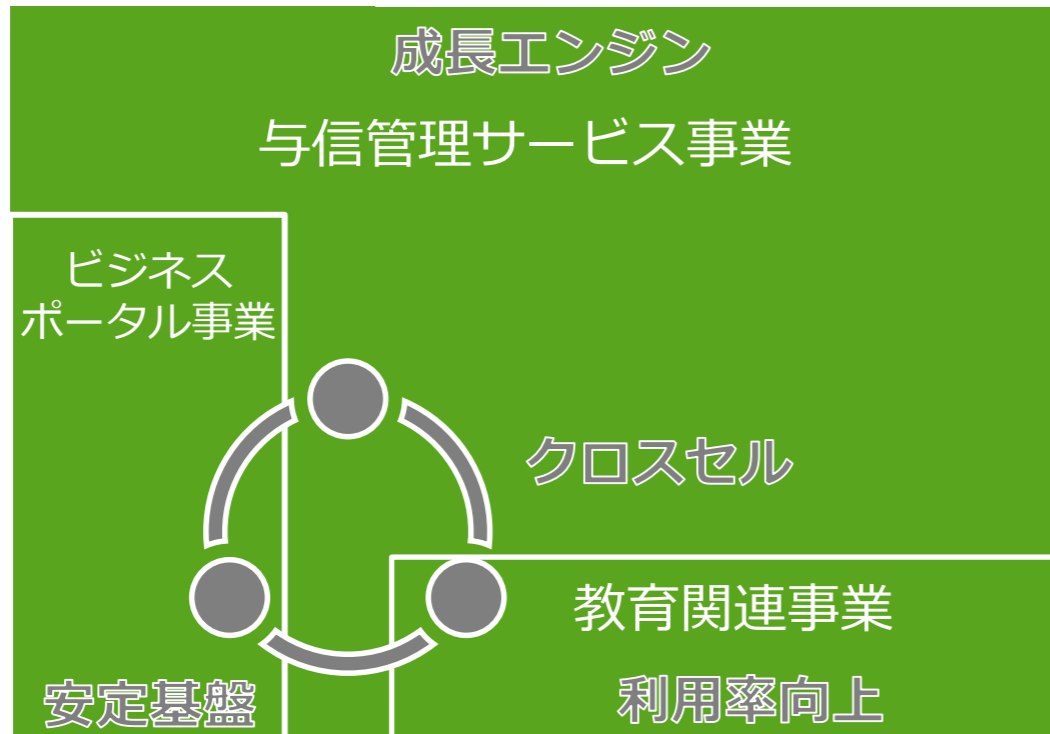 成長エンジン
与信管理サービス事業
ビジネス
ポータル事業
クロスセル
教育関連事業
安定基盤
利用率向上